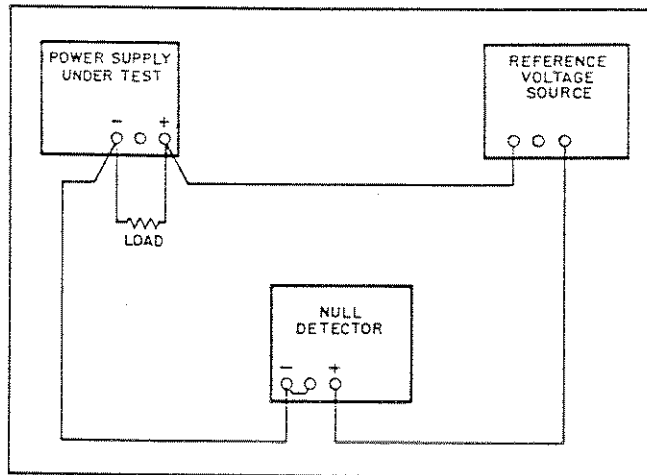 POWER SUPPLY
UNDER TEST
- +
LOAD
REFERENCE
VOLTAGE
SOURCE
NULL
DETECTOR
- +